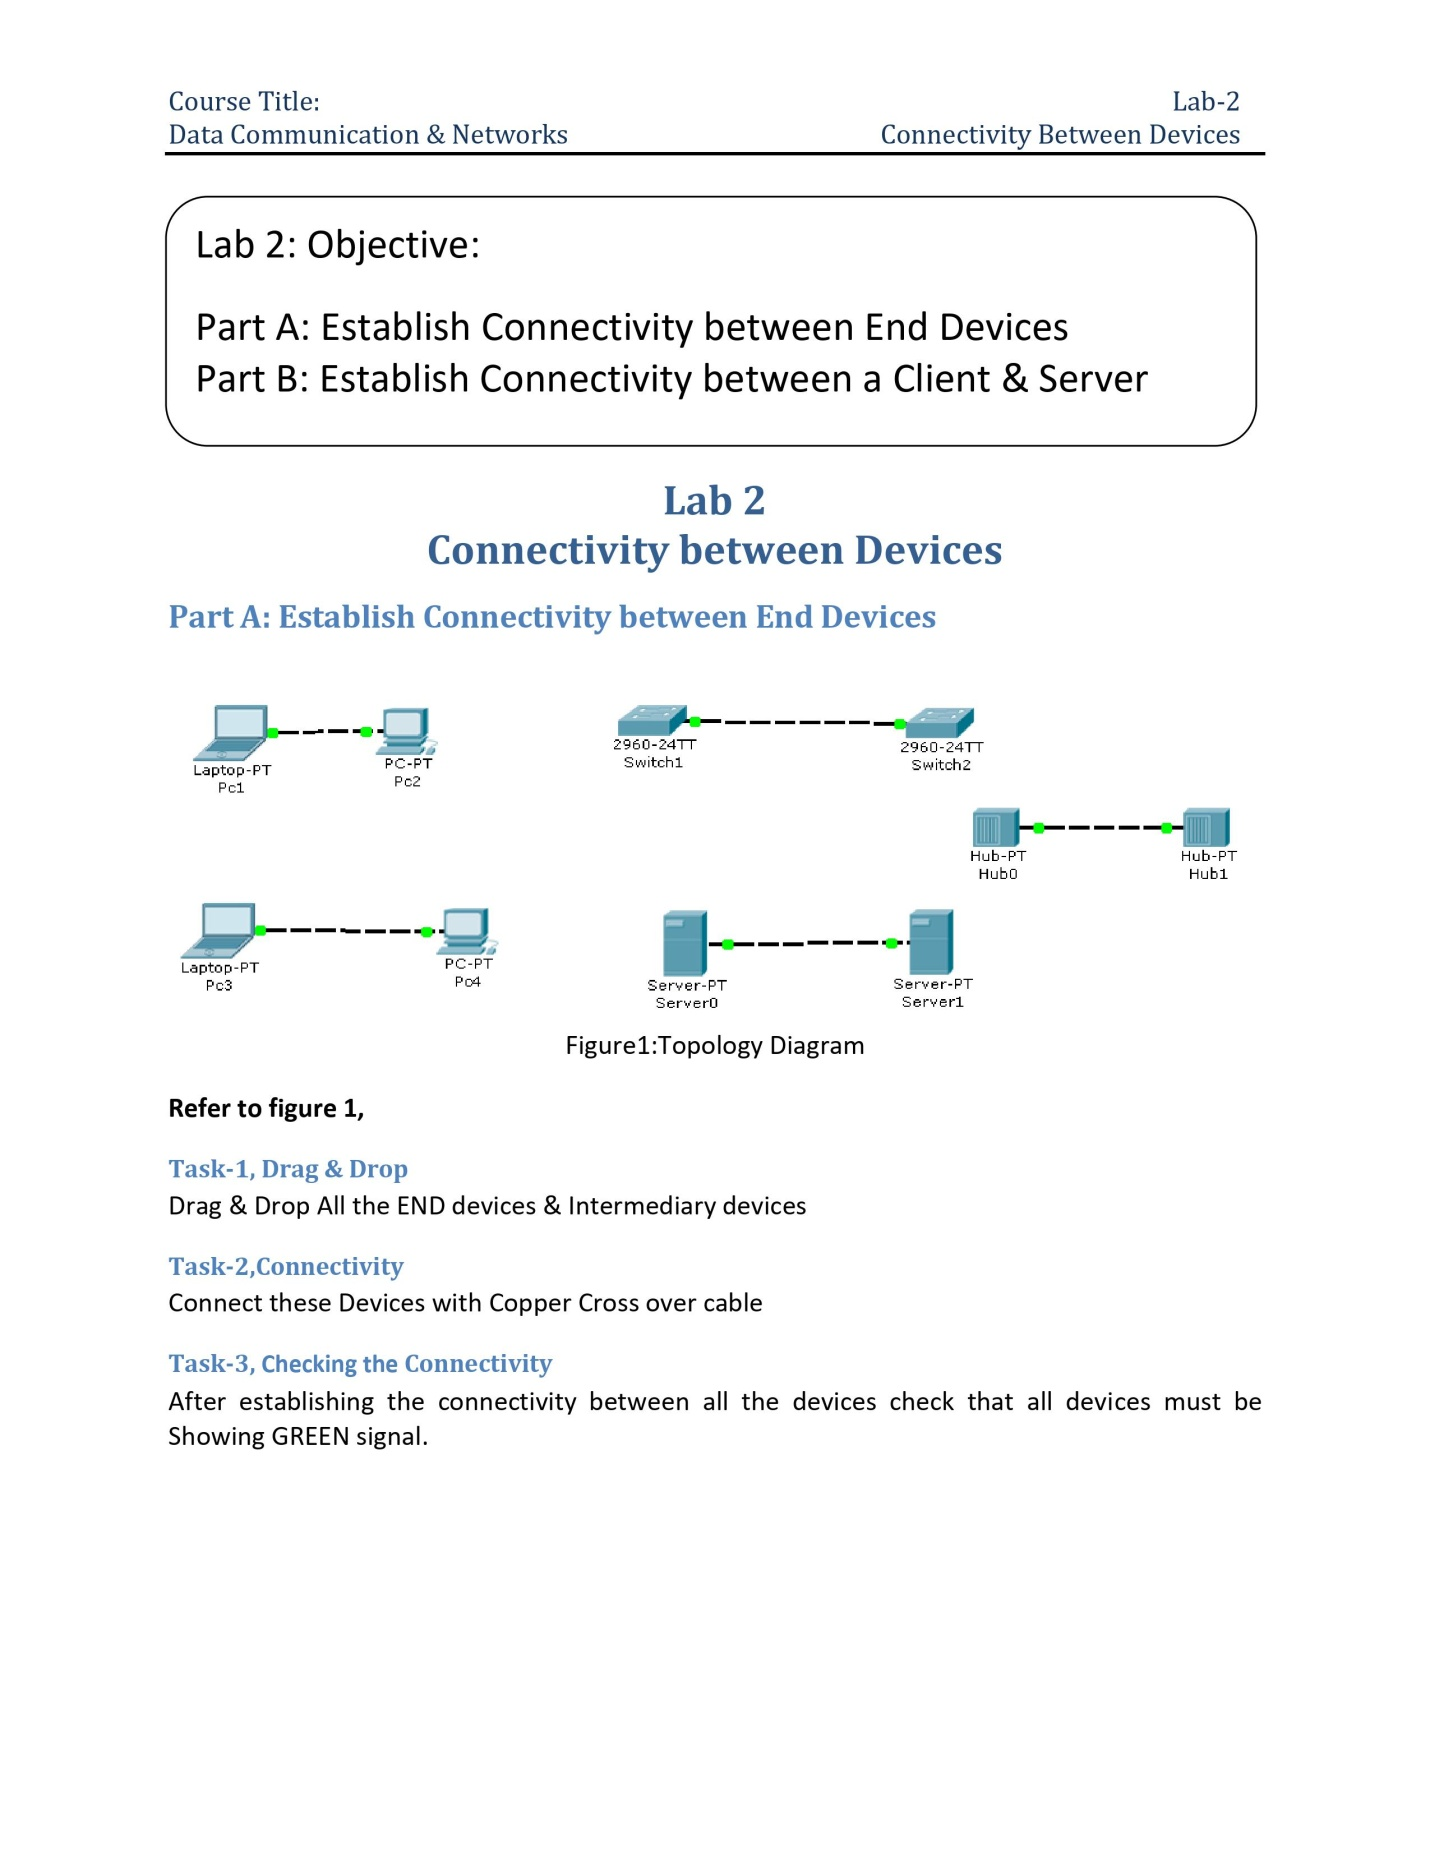 Course Title:
Lab-2
Data Communication & Networks
Connectivity Between Devices
Lab 2: Objective:
Part A: Establish Connectivity between End Devices
Part B: Establish Connectivity between a Client & Server
Lab 2
Connectivity between Devices
Part A: Establish Connectivity between End Devices
Laptop-PT
Pc1
PC-PT
Pc2
2960-24TT
Switch1
2960-24TT
Switch2
Hub-PT
Hub0
Hub-PT
Hub1
Laptop-PT
Pc3
PC-PT
Pc4
Server-PT
Server0
Server-PT
Server1
Figure1:Topology Diagram
Refer to figure 1,
Task-1, Drag & Drop
Drag & Drop All the END devices & Intermediary devices
Task-2,Connectivity
Connect these Devices with Copper Cross over cable
Task-3, Checking the Connectivity
After establishing the connectivity between all the devices check that all devices must be
Showing GREEN signal.